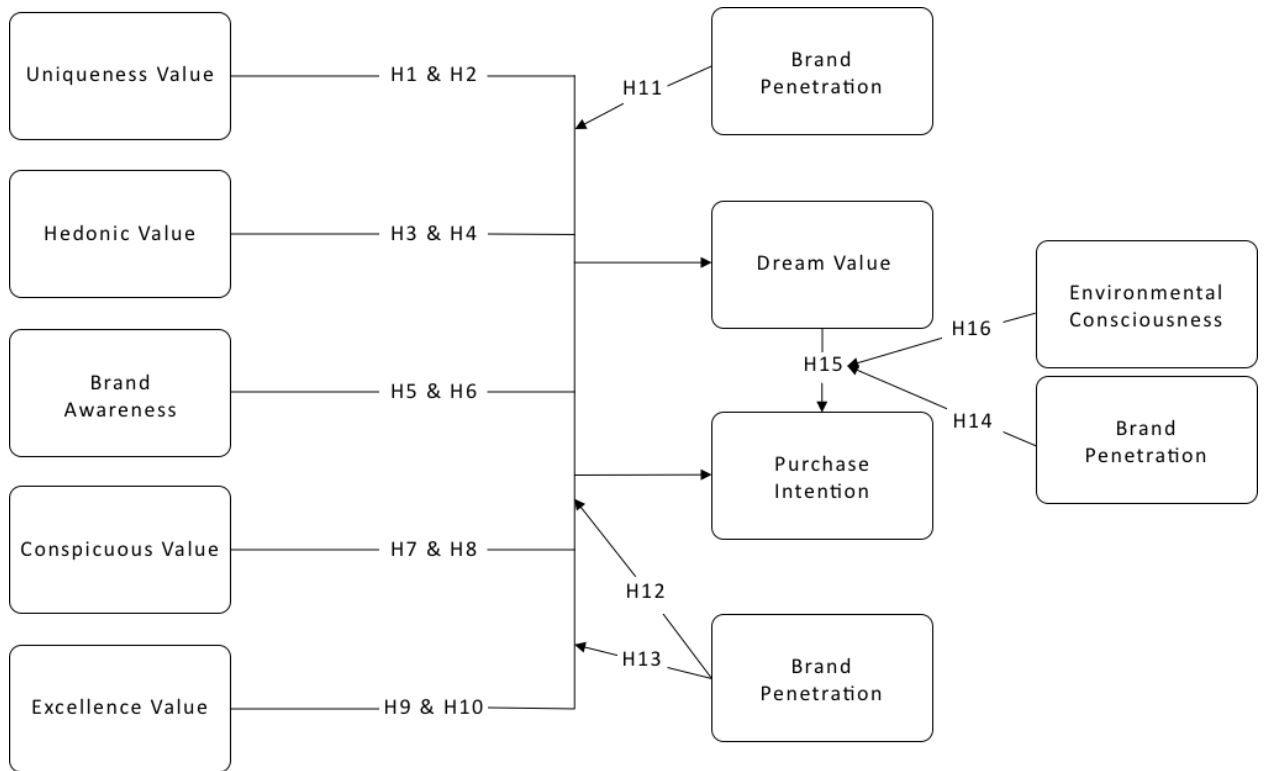 Uniqueness Value
H1 & H2
H11
Brand
Penetration
Hedonic Value
H3 & H4
Dream Value
Environmental
Consciousness
H16
H15
Brand
Awareness
H5 & H6
H14
Brand
Penetration
Purchase
Intention
Conspicuous Value
H7 & H8
H12
H13
Brand
Penetration
Excellence Value
H9 & H10